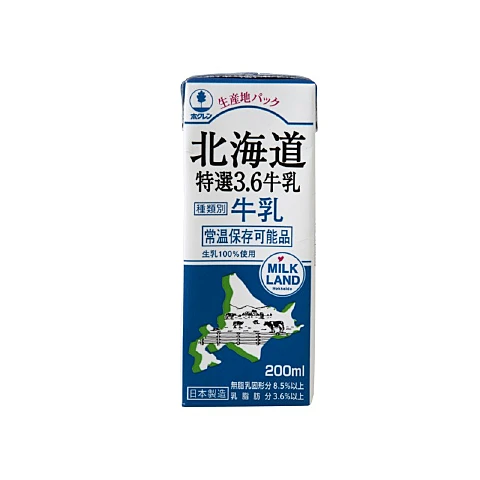 ホクレン
生産地パック
北海道
特選3.6牛乳
種類別 牛乳
常温保存可能品
生乳100%使用
MILK
LAND
Hokkaido
200ml
日本製造
無脂乳固形分 8.5%以上
乳脂肪分 3.6%以上